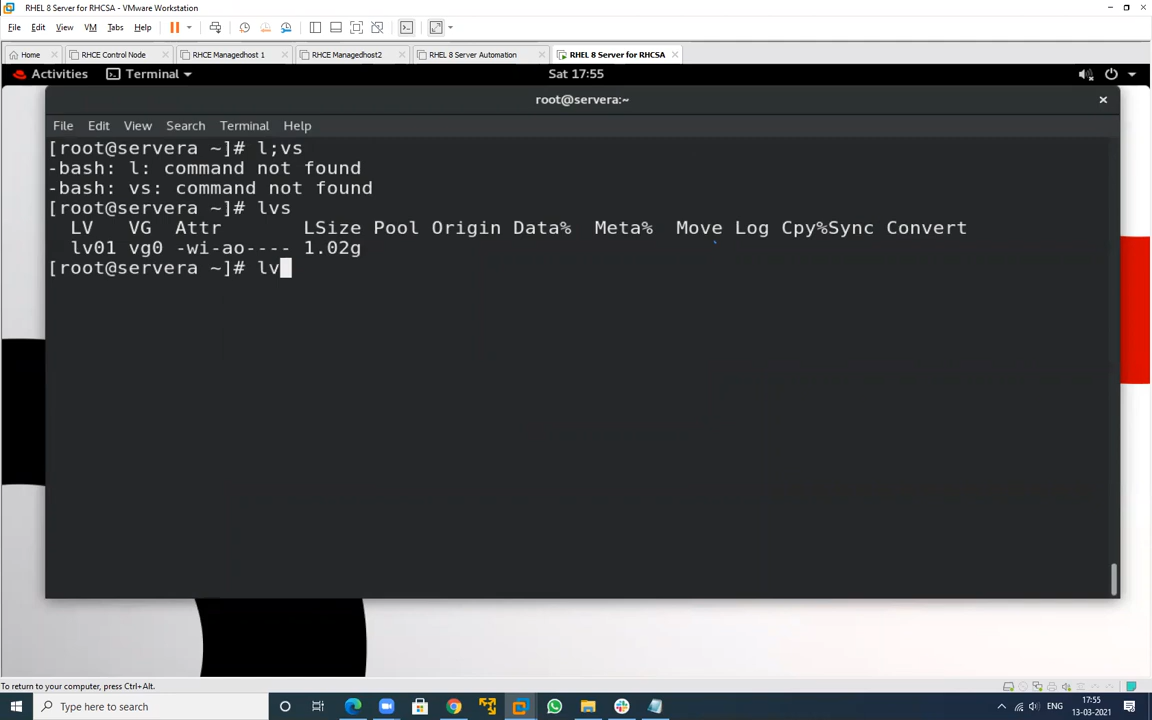 RHEL 8 Server for RHCSA - VMware Workstation
File Edit View VM Tabs Help
Home RHCE Control Node RHCE Managedhost 1 RHCE Managedhost2 RHEL 8 Server Automation RHEL 8 Server for RHCSA
Activities Terminal Sat 17:55
root@servera:~
File Edit View Search Terminal Help
[root@servera ~]# l;vs
-bash: l: command not found
-bash: vs: command not found
[root@servera ~]# lvs
LV VG Attr LSize Pool Origin Data% Meta% Move Log Cpy%Sync Convert
lv01 vg0 -wi-ao---- 1.02g
[root@servera ~]# lv
To return to your computer, press Ctrl+Alt.
Type here to search
ENG
17:55
13-03-2021